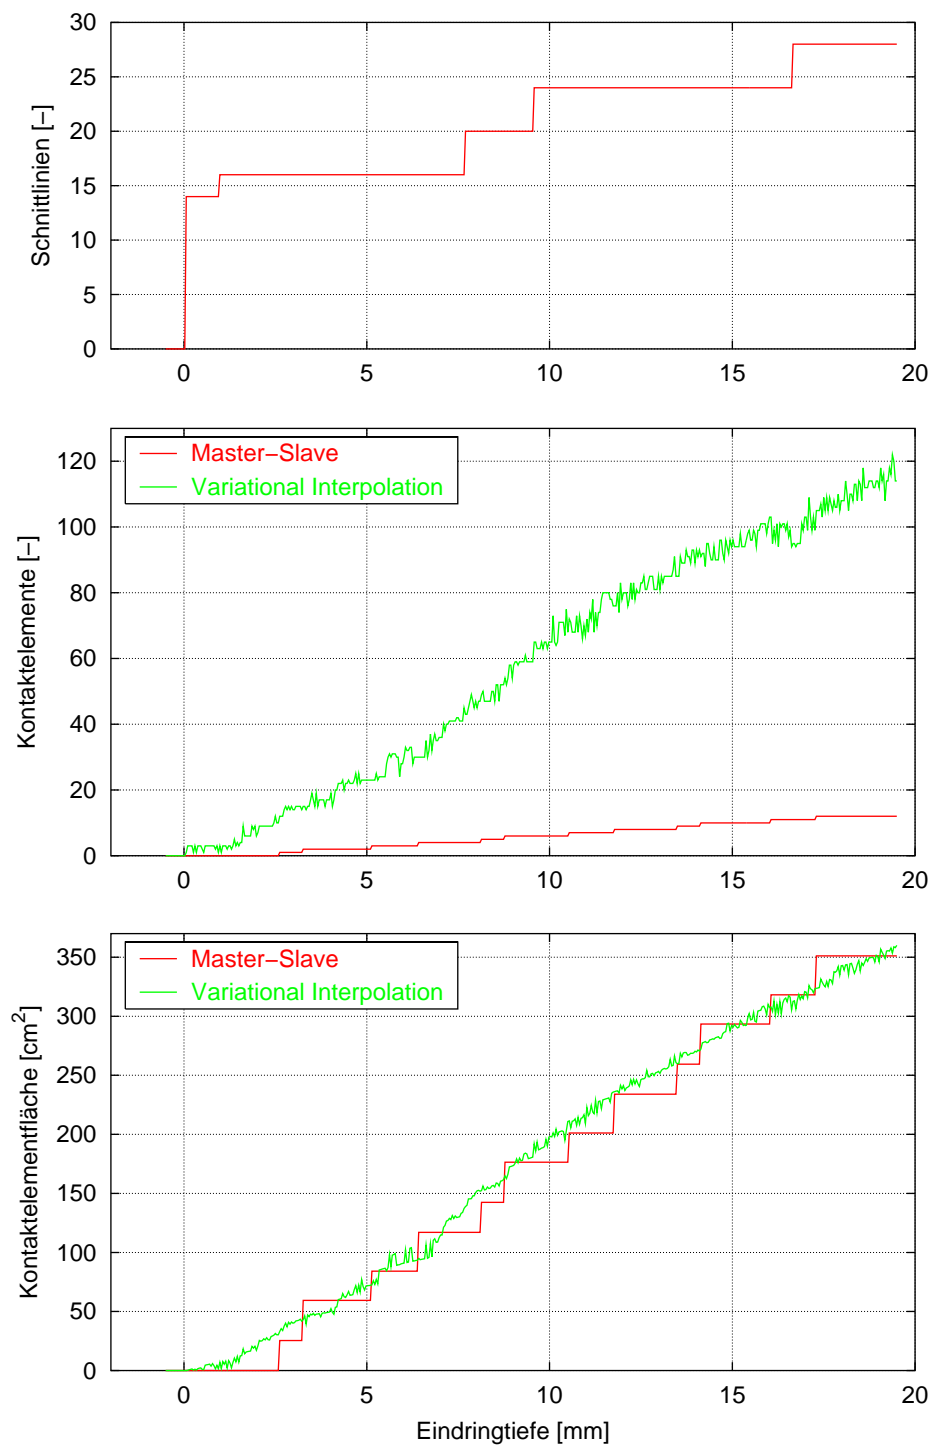 30
25
20
15
10
5
0
Schnittlinien [−]
0 5 10 15 20
Master−Slave
Variational Interpolation
120
100
80
60
40
20
0
Kontaktelemente [−]
0 5 10 15 20
Master−Slave
Variational Interpolation
350
300
250
200
150
100
50
0
Kontaktelementfläche [cm²]
0 5 10 15 20
Eindringtiefe [mm]